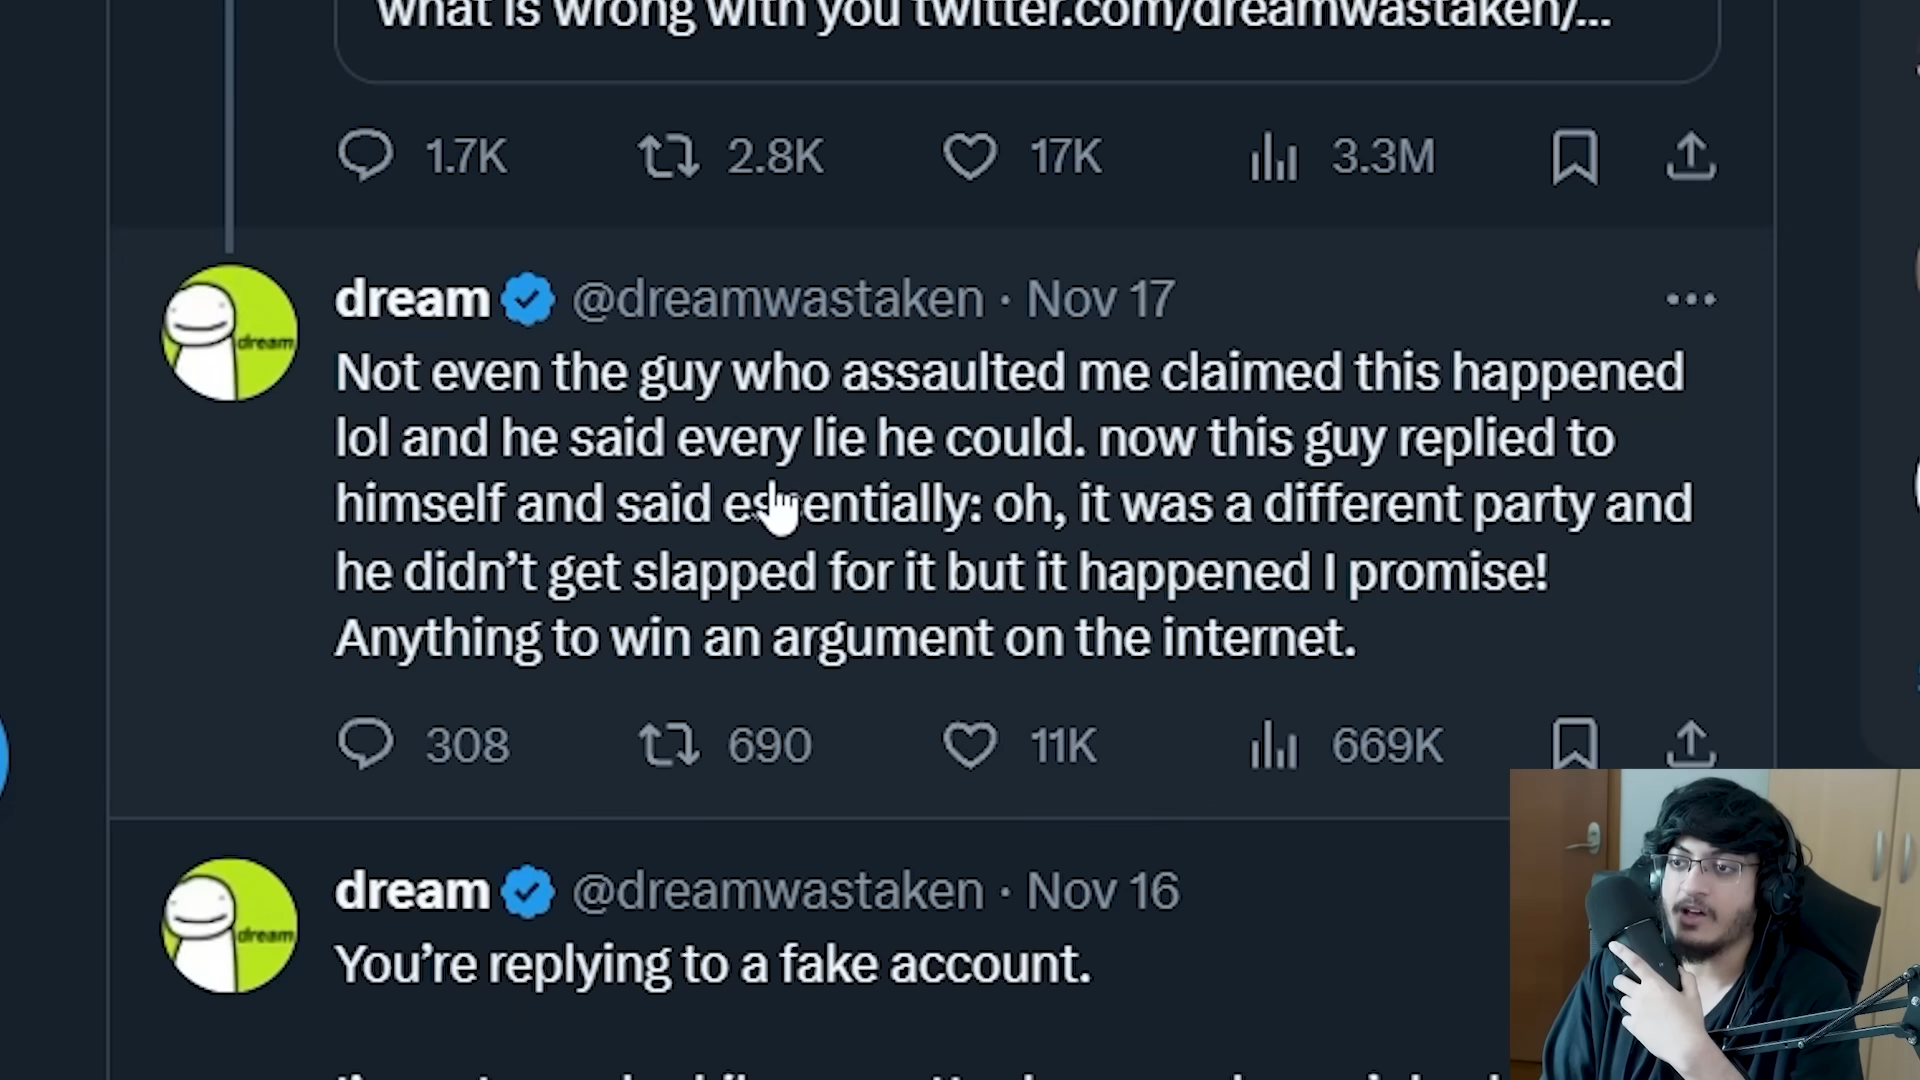 what is wrong with you twitter.com/dreamwastaken/...
1.7K 2.8K 17K 3.3M
dream @dreamwastaken · Nov 17
dream
Not even the guy who assaulted me claimed this happened
lol and he said every lie he could. now this guy replied to
himself and said essentially: oh, it was a different party and
he didn't get slapped for it but it happened I promise!
Anything to win an argument on the internet.
308 690 11K 669K
dream @dreamwastaken · Nov 16
dream
You're replying to a fake account.